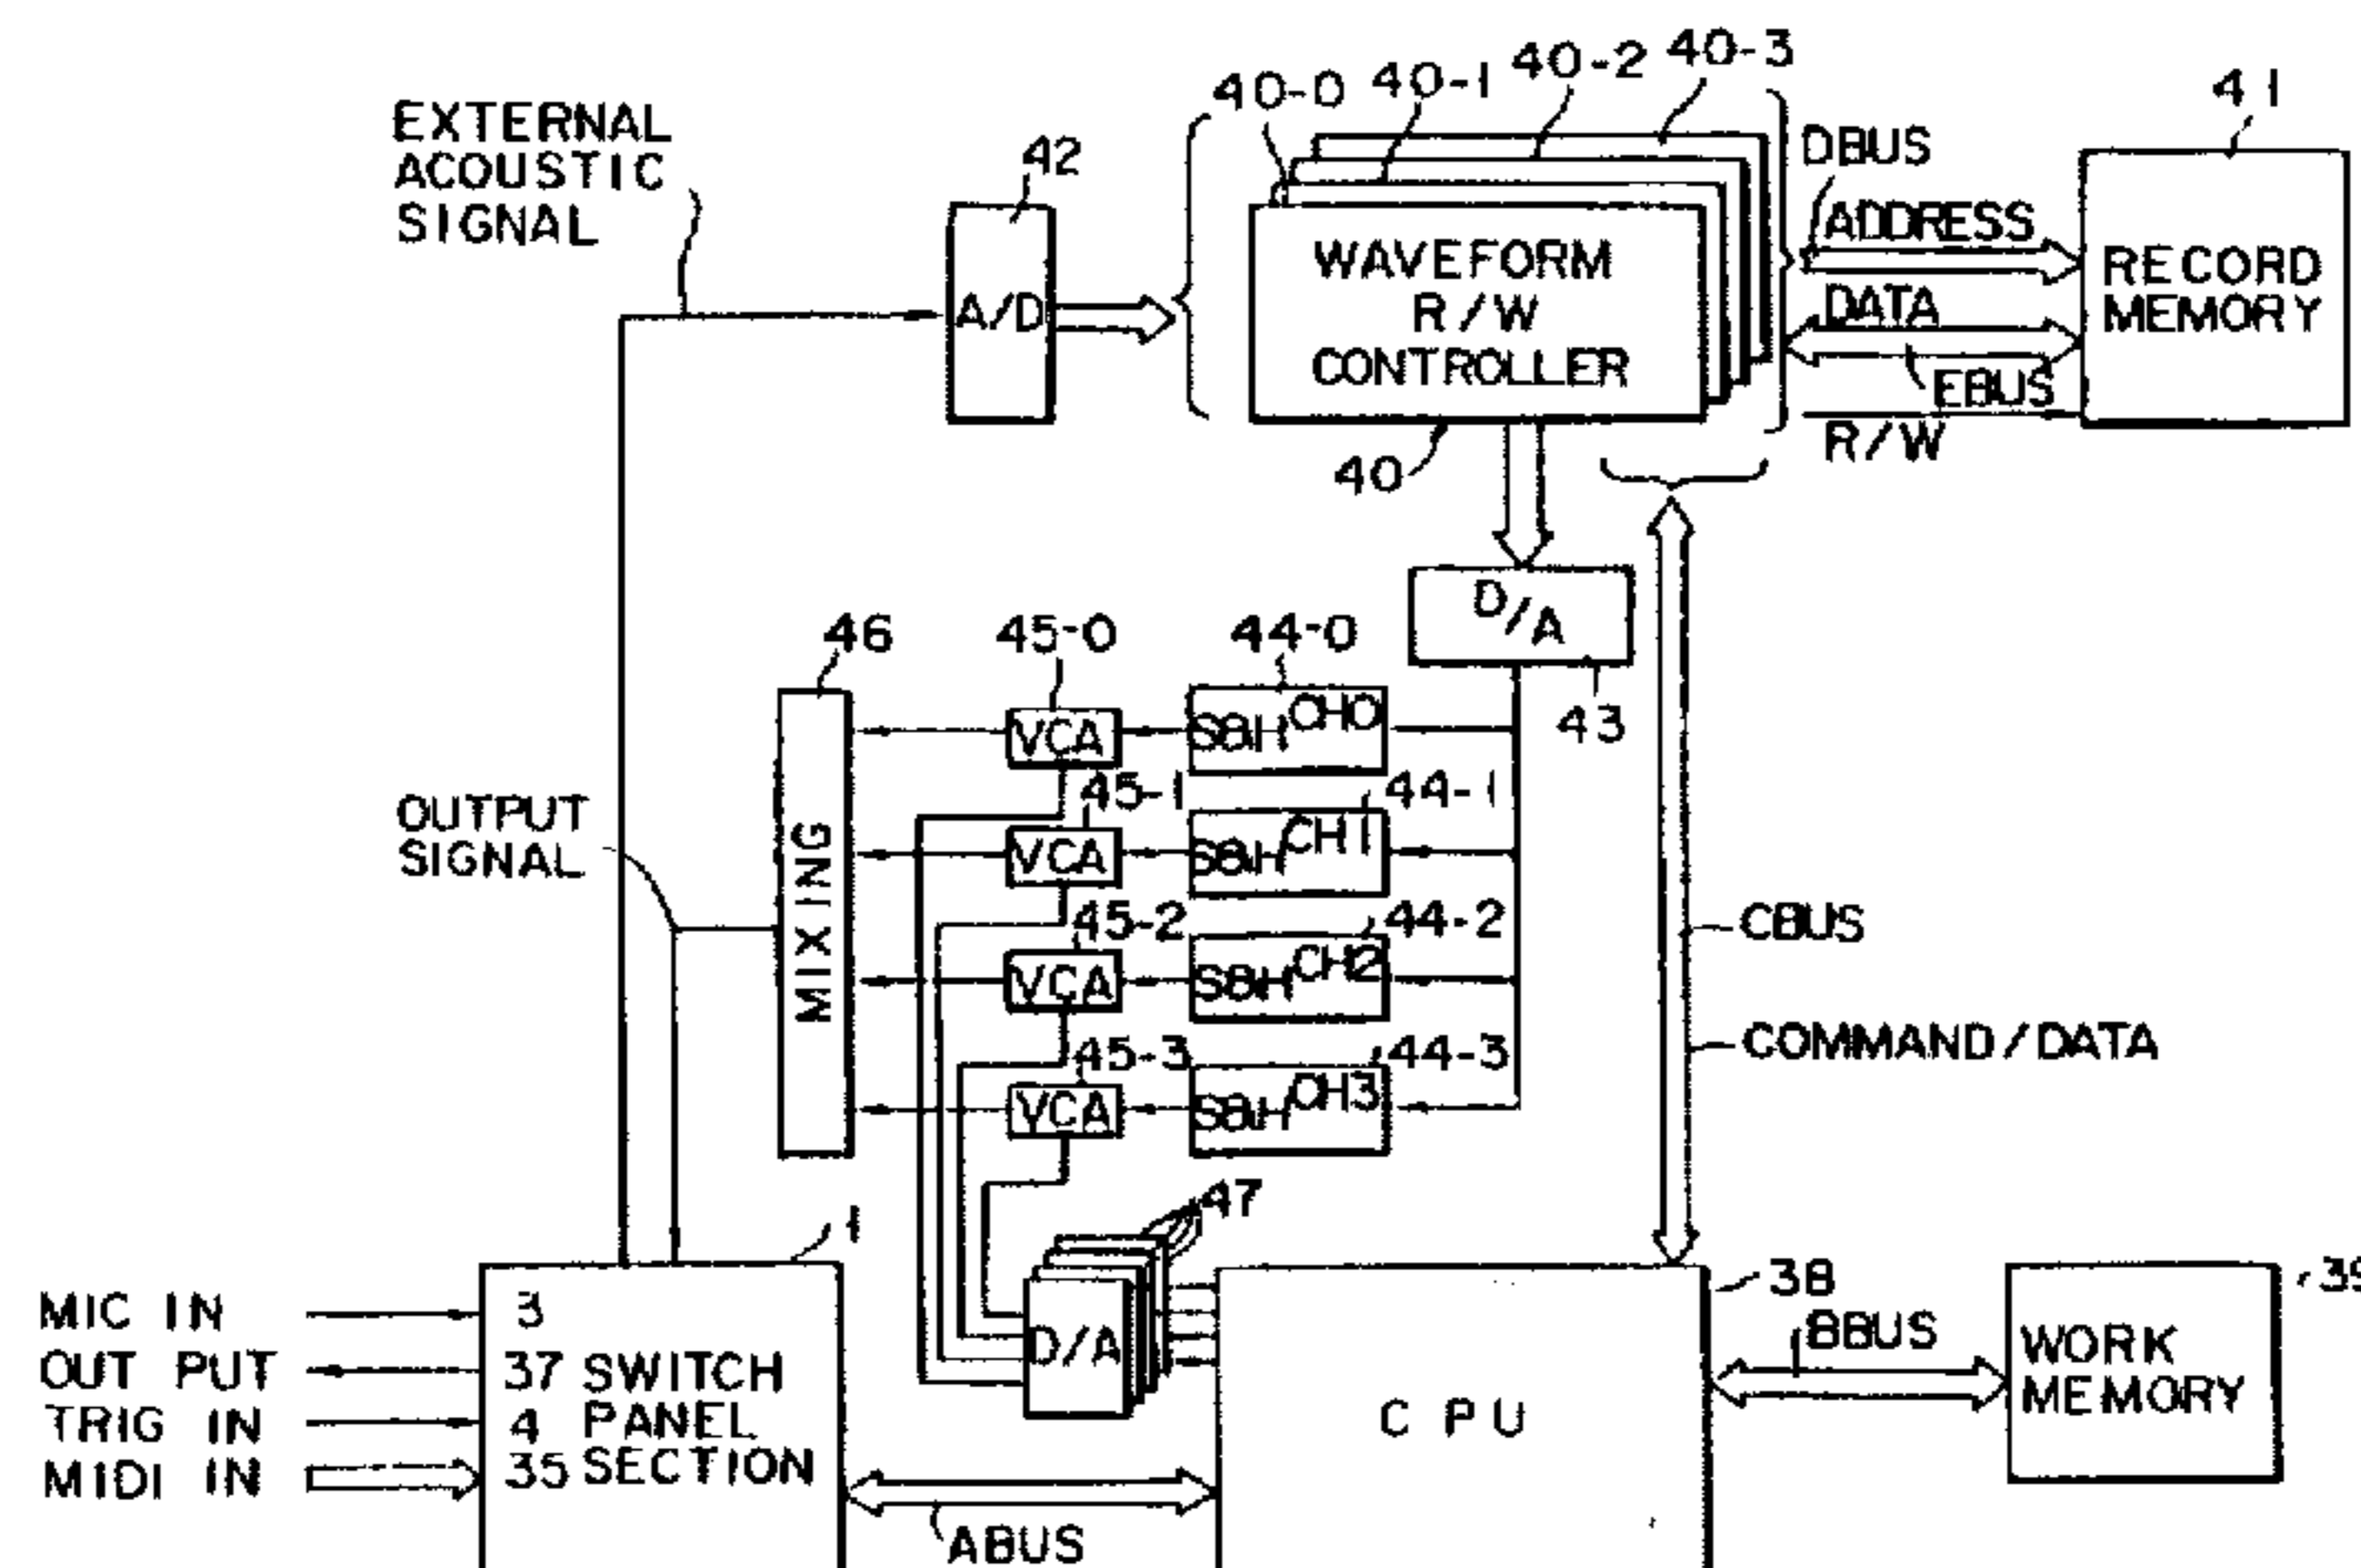 40-0
40-1
40-2
40-3
41
EXTERNAL
ACOUSTIC
SIGNAL
42
A/D
WAVEFORM
R/W
CONTROLLER
40
DBUS
ADDRESS
DATA
EBUS
R/W
RECORD
MEMORY
D/A
43
46
45-0
44-0
MIXING
VCA
S&H CH0
45-1
44-1
VCA
S&H CH1
45-2
44-2
VCA
S&H CH2
45-3
44-3
VCA
S&H CH3
OUTPUT
SIGNAL
CBUS
COMMAND/DATA
47
1
MIC IN
OUT PUT
TRIG IN
MIDI IN
3
37 SWITCH
4 PANEL
35 SECTION
D/A
CPU
38
BBUS
WORK
MEMORY
ABUS